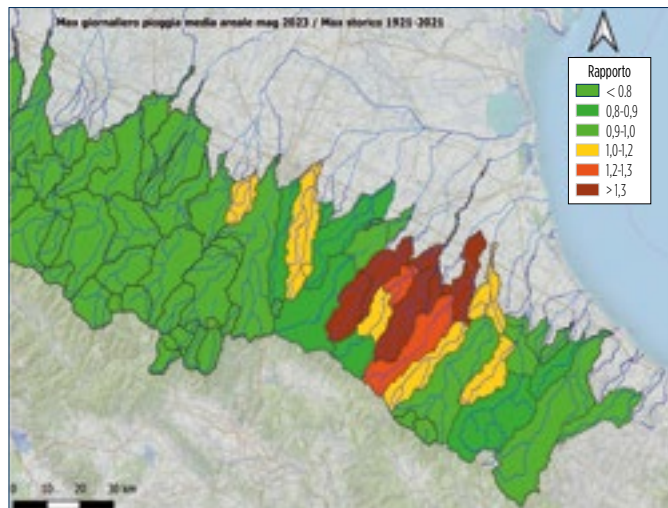 Max giornaliero pioggia media areale mag 2023 / Max storico 1921-2021
Rapporto
< 0.8
0,8-0,9
0,9-1,0
1,0-1,2
1,2-1,3
>1,3
0 10 20 30 km